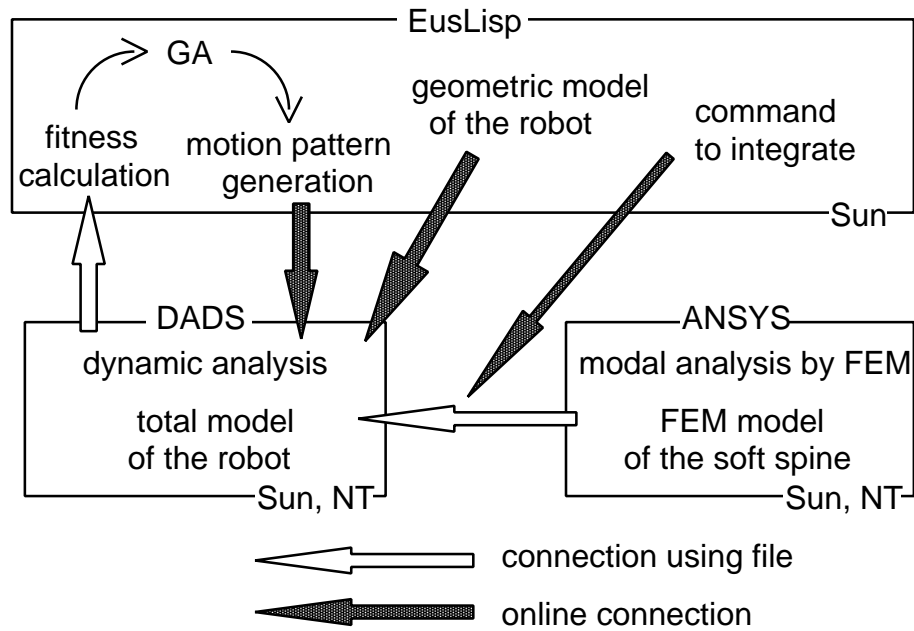 EusLisp
GA
geometric model
of the robot
command
to integrate
fitness
calculation
motion pattern
generation
Sun
DADS
dynamic analysis
total model
of the robot
Sun, NT
ANSYS
modal analysis by FEM
FEM model
of the soft spine
Sun, NT
connection using file
online connection